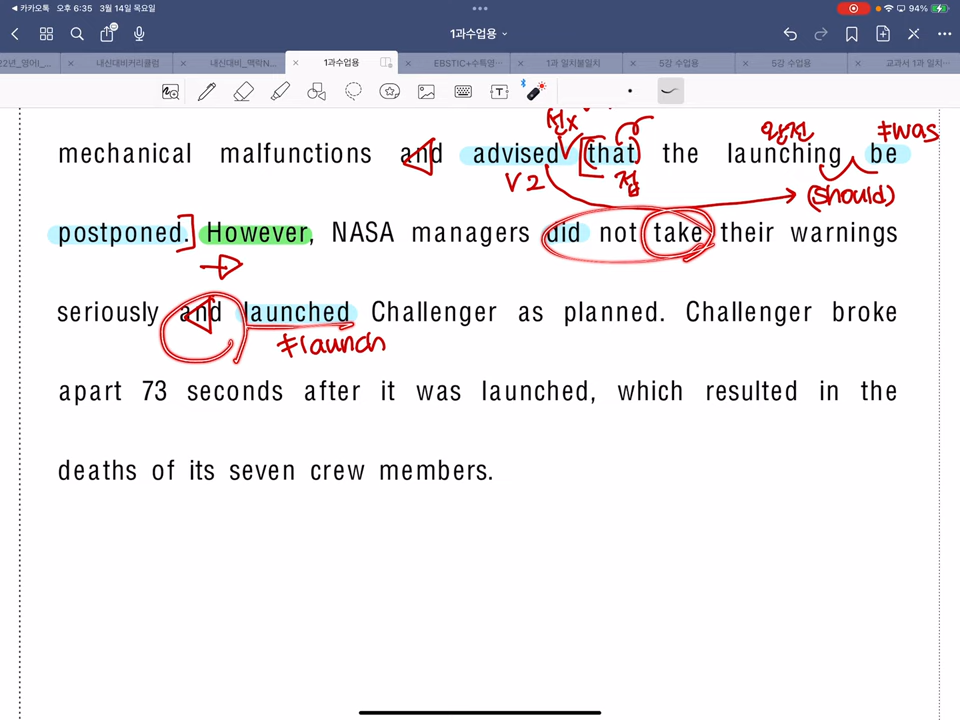 카카오톡 오후 6:35 3월 14일 목요일 94%
1과수업용
22년_영어I_... 내신대비커리큘럼 내신대비_맥락N... 1과수업용 EBSTIC+수특영... 1과 일치불일치 5강 수업용 5강 수업용 교과서 1과 일치...
선x 왕전 ≠was
mechanical malfunctions and advised that the launching be
V2 접 (should)
postponed. However, NASA managers did not take their warnings
seriously and launched Challenger as planned. Challenger broke
≠launch
apart 73 seconds after it was launched, which resulted in the
deaths of its seven crew members.